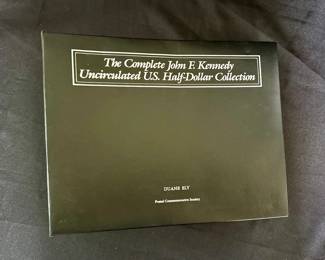 The Complete John F. Kennedy
Uncirculated U.S. Half-Dollar Collection
DUANE ELY
Postal Commemorative Society